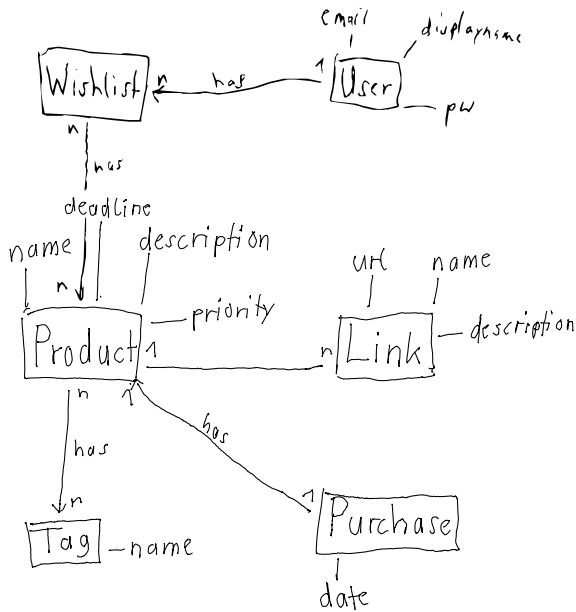 email
displayname
Wishlist
n
has
1
User
pw
n
has
deadline
name
description
url
name
n
priority
description
Product
1
n
Link
n
1
has
has
n
1
Purchase
Tag
name
date